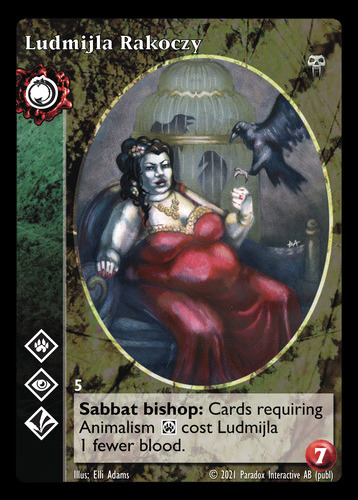 Ludmijla Rakoczy
EA
5
Sabbat bishop: Cards requiring
Animalism cost Ludmijla
1 fewer blood.
7
Illus: Elli Adams © 2021 Paradox Interactive AB (publ)